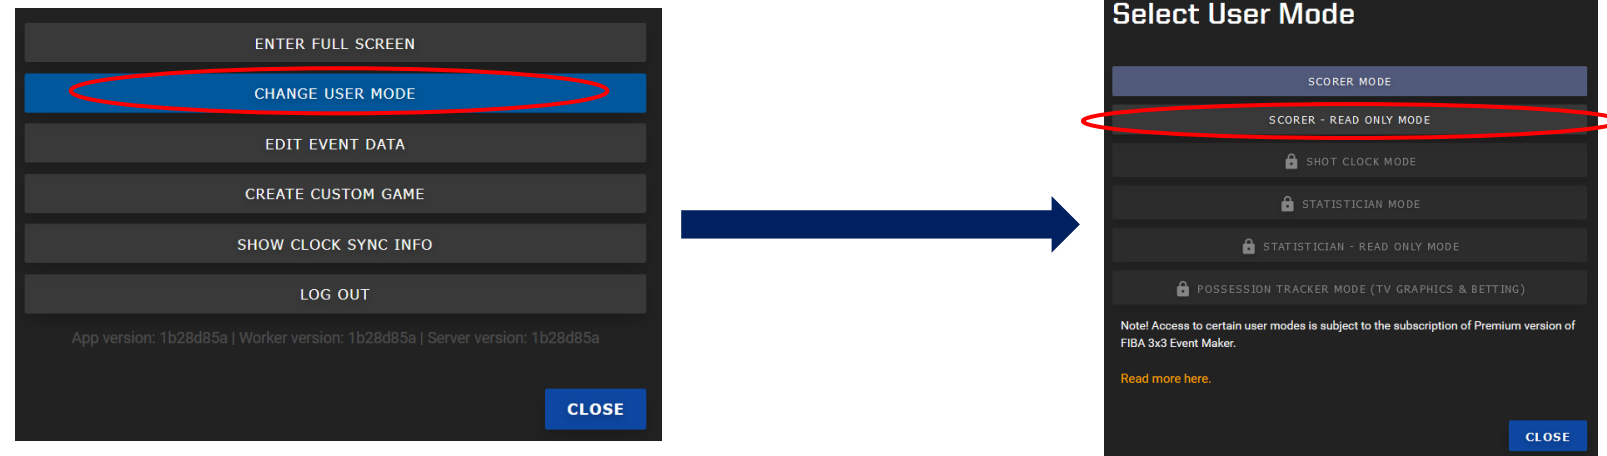 ENTER FULL SCREEN
CHANGE USER MODE
EDIT EVENT DATA
CREATE CUSTOM GAME
SHOW CLOCK SYNC INFO
LOG OUT
App version: 1b28d85a | Worker version: 1b28d85a | Server version: 1b28d85a
CLOSE
Select User Mode
SCORER MODE
SCORER - READ ONLY MODE
SHOT CLOCK MODE
STATISTICIAN MODE
STATISTICIAN - READ ONLY MODE
POSSESSION TRACKER MODE (TV GRAPHICS & BETTING)
Note! Access to certain user modes is subject to the subscription of Premium version of
FIBA 3x3 Event Maker.
Read more here.
CLOSE